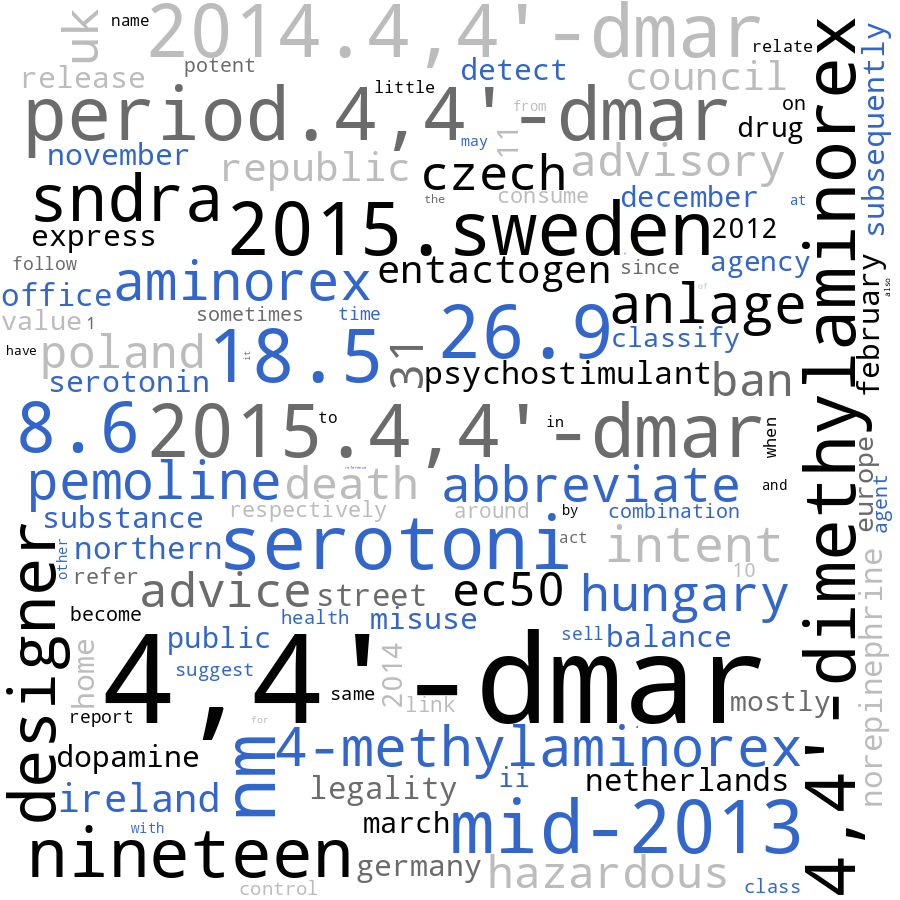 name
uk
2014.4,4'-dmar
relate
potent
release
detect
council
little
period.4,4'-dmar
from
on
drug
11
may
november
republic
czech
advisory
subsequently
sndra
the
consume
december
at
2015.sweden
2012
express
follow
aminorex
entactogen
since
agency
office
of
also
anlage
february
sometimes
time
value
1
26.9
classify
have
poland
it
18.5
31
serotonin
psychostimulant
ban
8.6
2015.4,4'-dmar
to
in
when
4,4'-dimethylaminorex
pemoline
reference
death
abbreviate
and
europe
agent
substance
respectively
around
by
combination
other
northern
serotoni
act
intent
refer
10
advice
street
ec50
hungary
norepinephrine
designer
become
health
misuse
public
sell
balance
home
suggest
4,4'-dmar
2014
same
link
mostly
report
for
dopamine
nm
4-methylaminorex
ii
netherlands
ireland
legality
with
march
mid-2013
nineteen
germany
hazardous
control
class